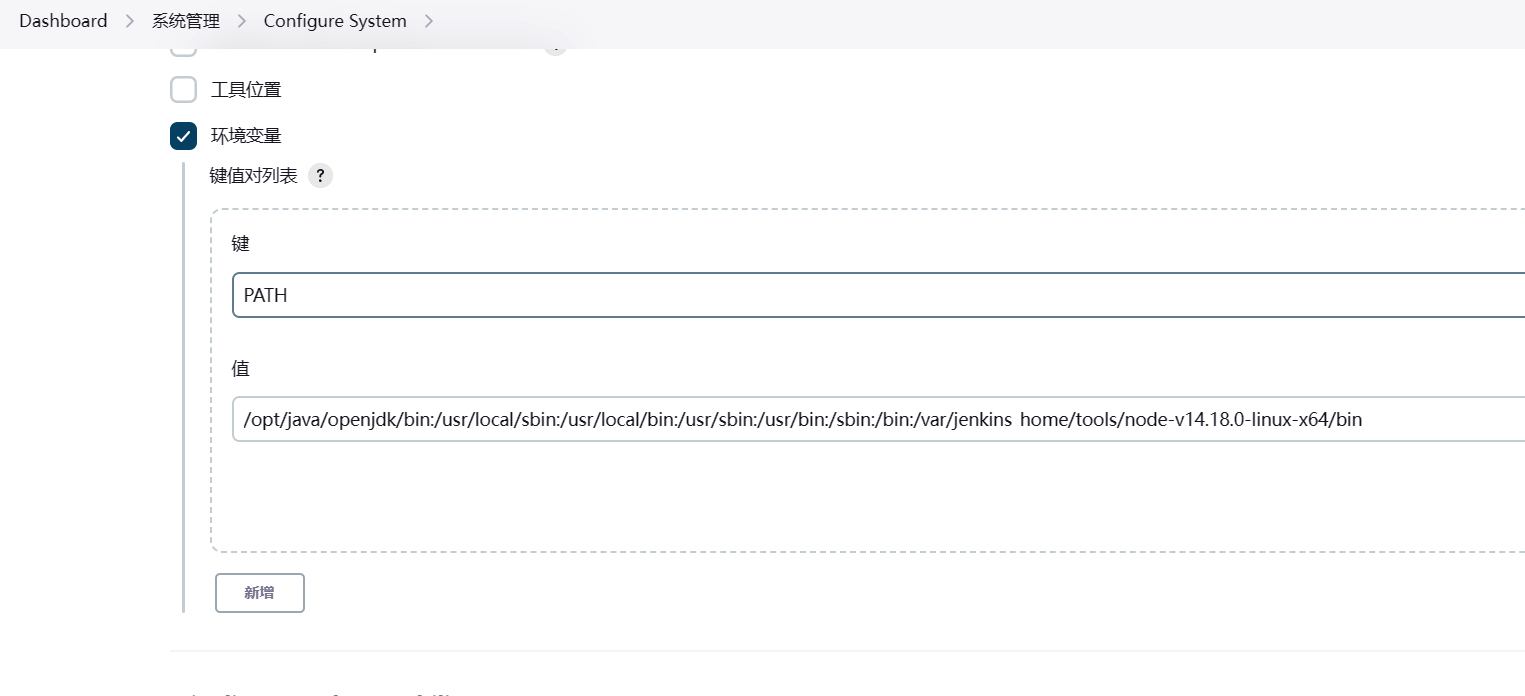 Dashboard > 系统管理 > Configure System >
工具位置
环境变量
键值对列表 ?
键
PATH
值
/opt/java/openjdk/bin:/usr/local/sbin:/usr/local/bin:/usr/sbin:/usr/bin:/sbin:/bin:/var/jenkins_home/tools/node-v14.18.0-linux-x64/bin
新增